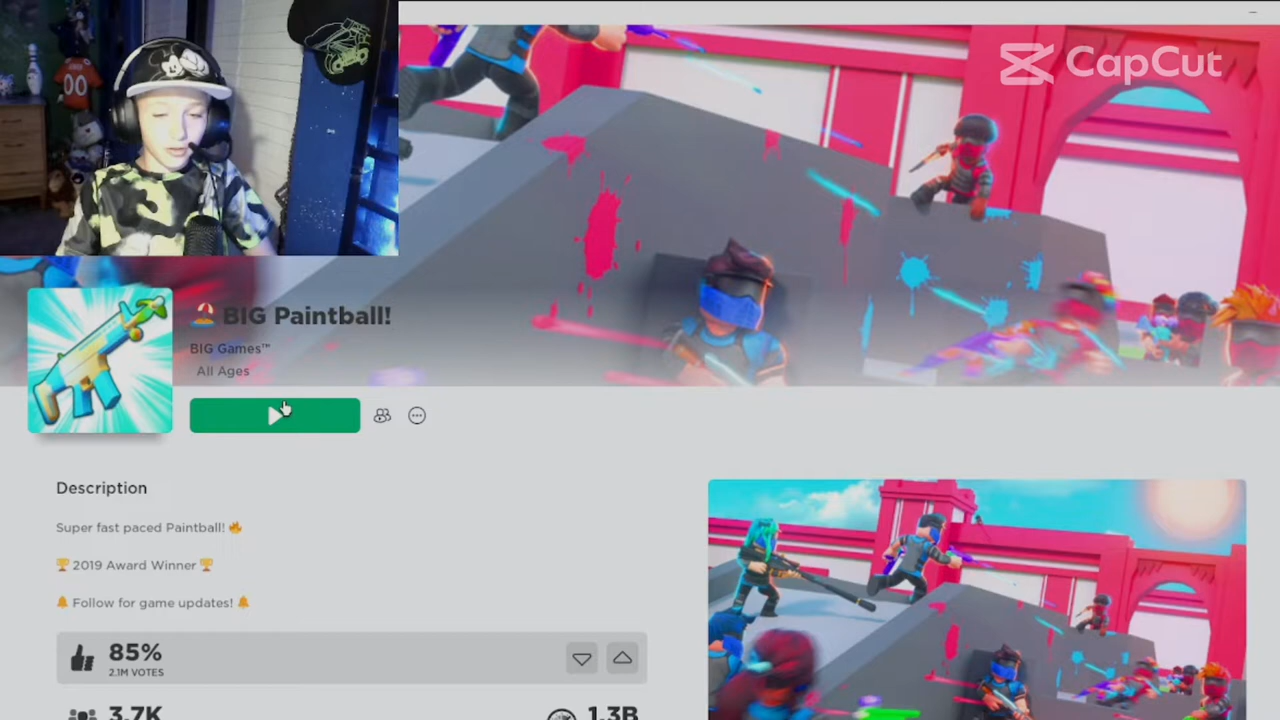 CapCut
00
BIG Paintball!
BIG Games™
All Ages
Description
Super fast paced Paintball! 🔥
🏆 2019 Award Winner 🏆
🔔 Follow for game updates! 🔔
85%
2.1M VOTES
3.7K
1.3B